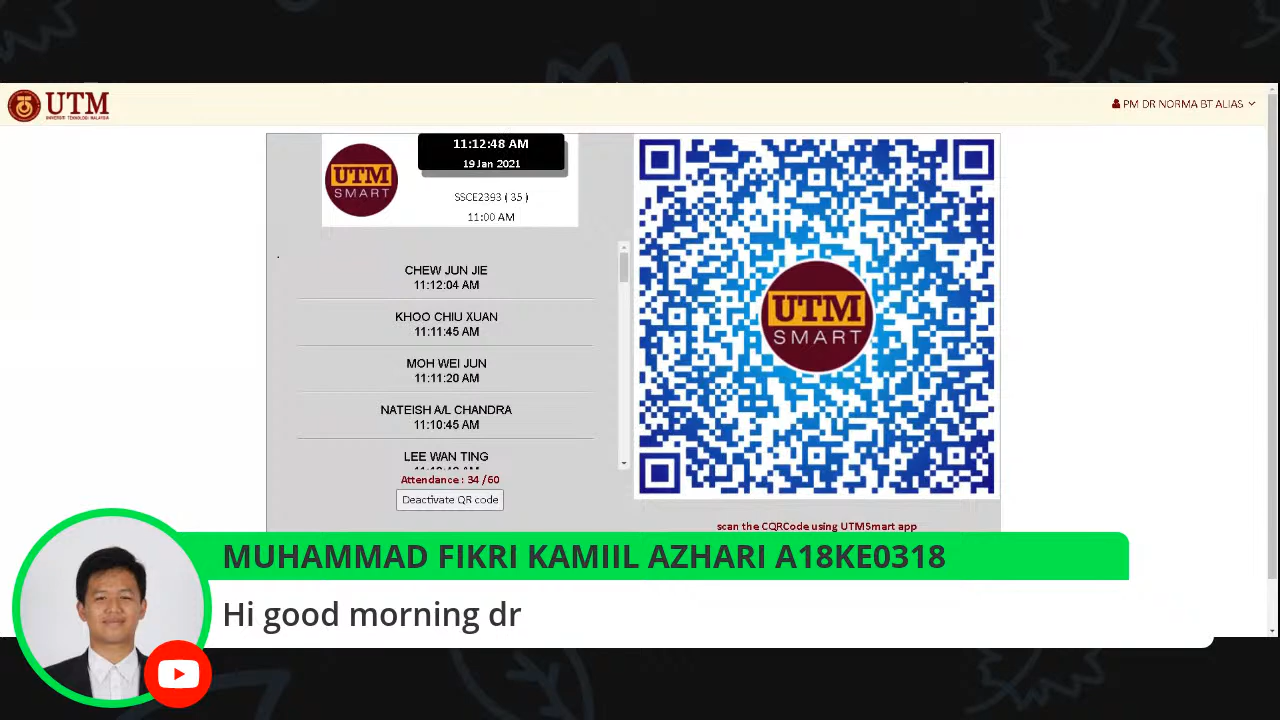 UTM
UNIVERSITI TEKNOLOGI MALAYSIA
PM DR NORMA BT ALIAS
UTM
SMART
11:12:48 AM
19 Jan 2021
SSCE2393 ( 35 )
11:00 AM
CHEW JUN JIE
11:12:04 AM
KHOO CHIU XUAN
11:11:45 AM
MOH WEI JUN
11:11:20 AM
NATEISH A/L CHANDRA
11:10:45 AM
LEE WAN TING
Attendance : 34 /60
Deactivate QR code
UTM
SMART
scan the CQRCode using UTMSmart app
MUHAMMAD FIKRI KAMIIL AZHARI A18KE0318
Hi good morning dr